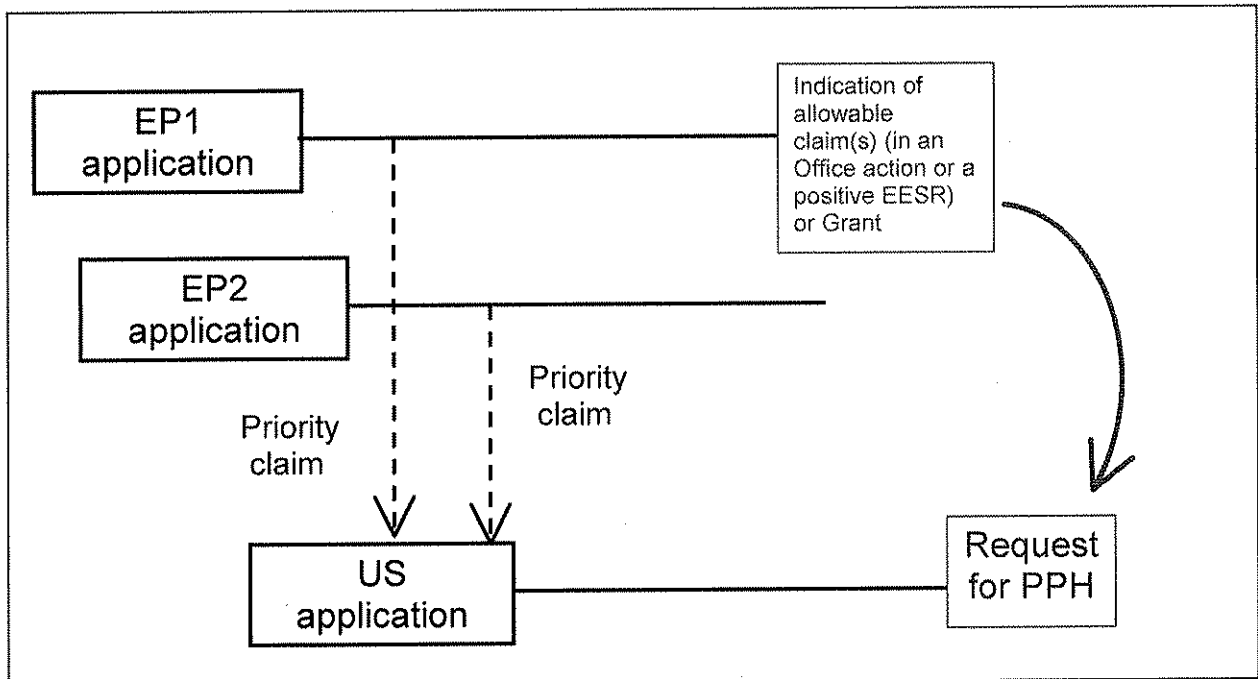 EP1
application
Indication of
allowable
claim(s) (in an
Office action or a
positive EESR)
or Grant
EP2
application
Priority
claim
Priority
claim
US
application
Request
for PPH